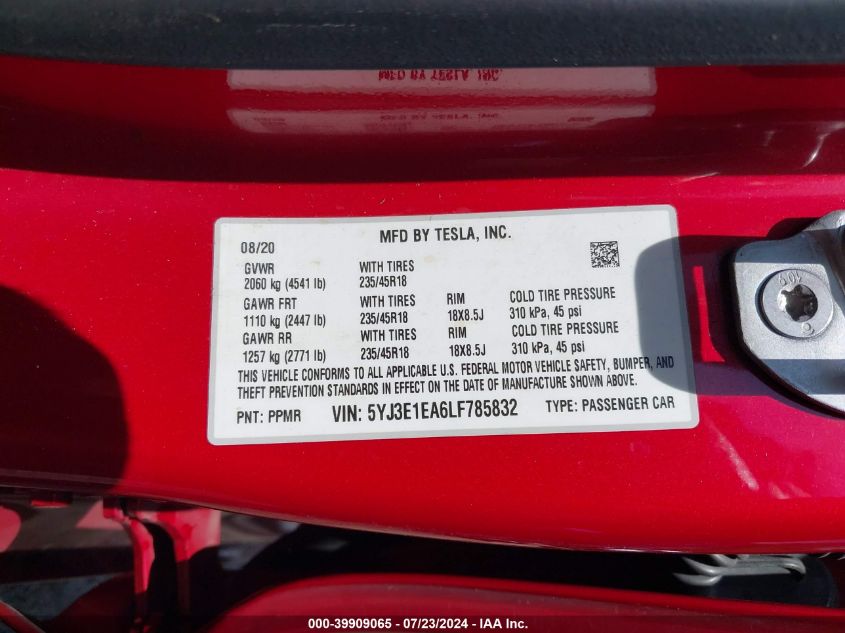 08/20 MFD BY TESLA, INC.
GVWR WITH TIRES
2060 kg (4541 lb) 235/45R18
GAWR FRT WITH TIRES RIM COLD TIRE PRESSURE
1110 kg (2447 lb) 235/45R18 18X8.5J 310 kPa, 45 psi
GAWR RR WITH TIRES RIM COLD TIRE PRESSURE
1257 kg (2771 lb) 235/45R18 18X8.5J 310 kPa, 45 psi
THIS VEHICLE CONFORMS TO ALL APPLICABLE U.S. FEDERAL MOTOR VEHICLE SAFETY, BUMPER, AND
THEFT PREVENTION STANDARDS IN EFFECT ON THE DATE OF MANUFACTURE SHOWN ABOVE.
PNT: PPMR VIN: 5YJ3E1EA6LF785832 TYPE: PASSENGER CAR
000-39909065 - 07/23/2024 - IAA Inc.